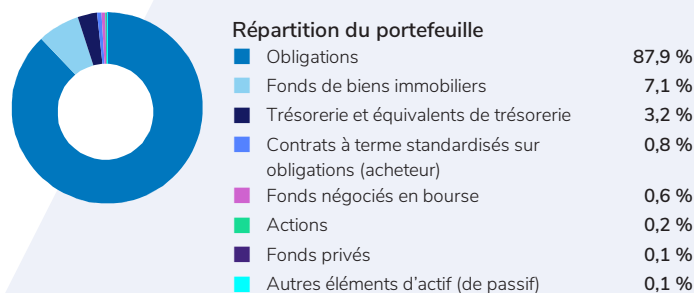 Répartition du portefeuille
Obligations 87,9 %
Fonds de biens immobiliers 7,1 %
Trésorerie et équivalents de trésorerie 3,2 %
Contrats à terme standardisés sur 0,8 %
obligations (acheteur)
Fonds négociés en bourse 0,6 %
Actions 0,2 %
Fonds privés 0,1 %
Autres éléments d’actif (de passif) 0,1 %